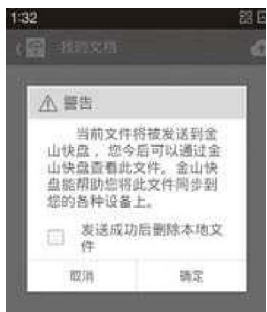 1:32
我的文档
警告
当前文件将被发送到金
山快盘，您今后可以通过金
山快盘查看此文件。金山快
盘能帮助您将此文件同步到
您的各种设备上。
发送成功后删除本地文
件
取消 确定